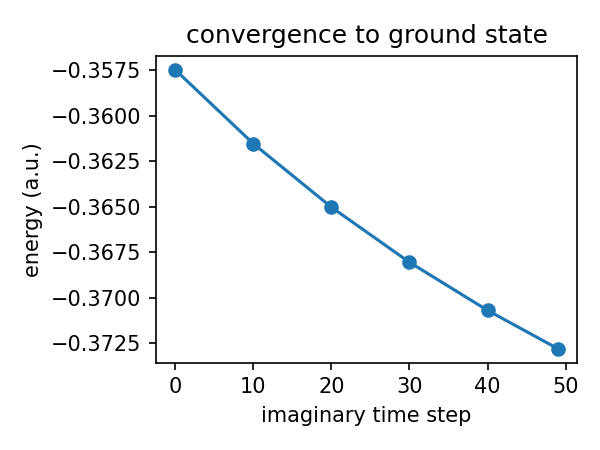 convergence to ground state
energy (a.u.)
−0.3575
−0.3600
−0.3625
−0.3650
−0.3675
−0.3700
−0.3725
0 10 20 30 40 50
imaginary time step